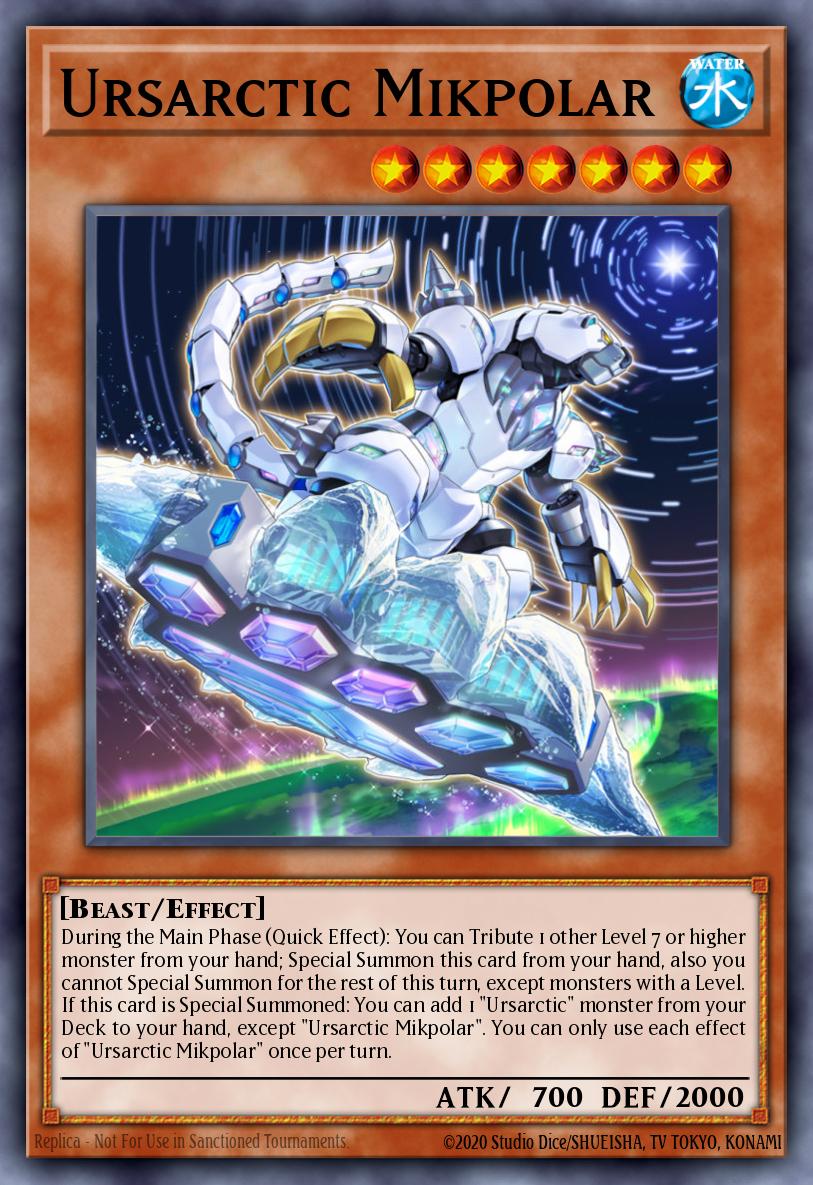 Ursarctic Mikpolar
WATER
水
[Beast/Effect]
During the Main Phase (Quick Effect): You can Tribute 1 other Level 7 or higher
monster from your hand; Special Summon this card from your hand, also you
cannot Special Summon for the rest of this turn, except monsters with a Level.
If this card is Special Summoned: You can add 1 "Ursarctic" monster from your
Deck to your hand, except "Ursarctic Mikpolar". You can only use each effect
of "Ursarctic Mikpolar" once per turn.
ATK/ 700 DEF/2000
Replica - Not For Use in Sanctioned Tournaments.
©2020 Studio Dice/SHUEISHA, TV TOKYO, KONAMI